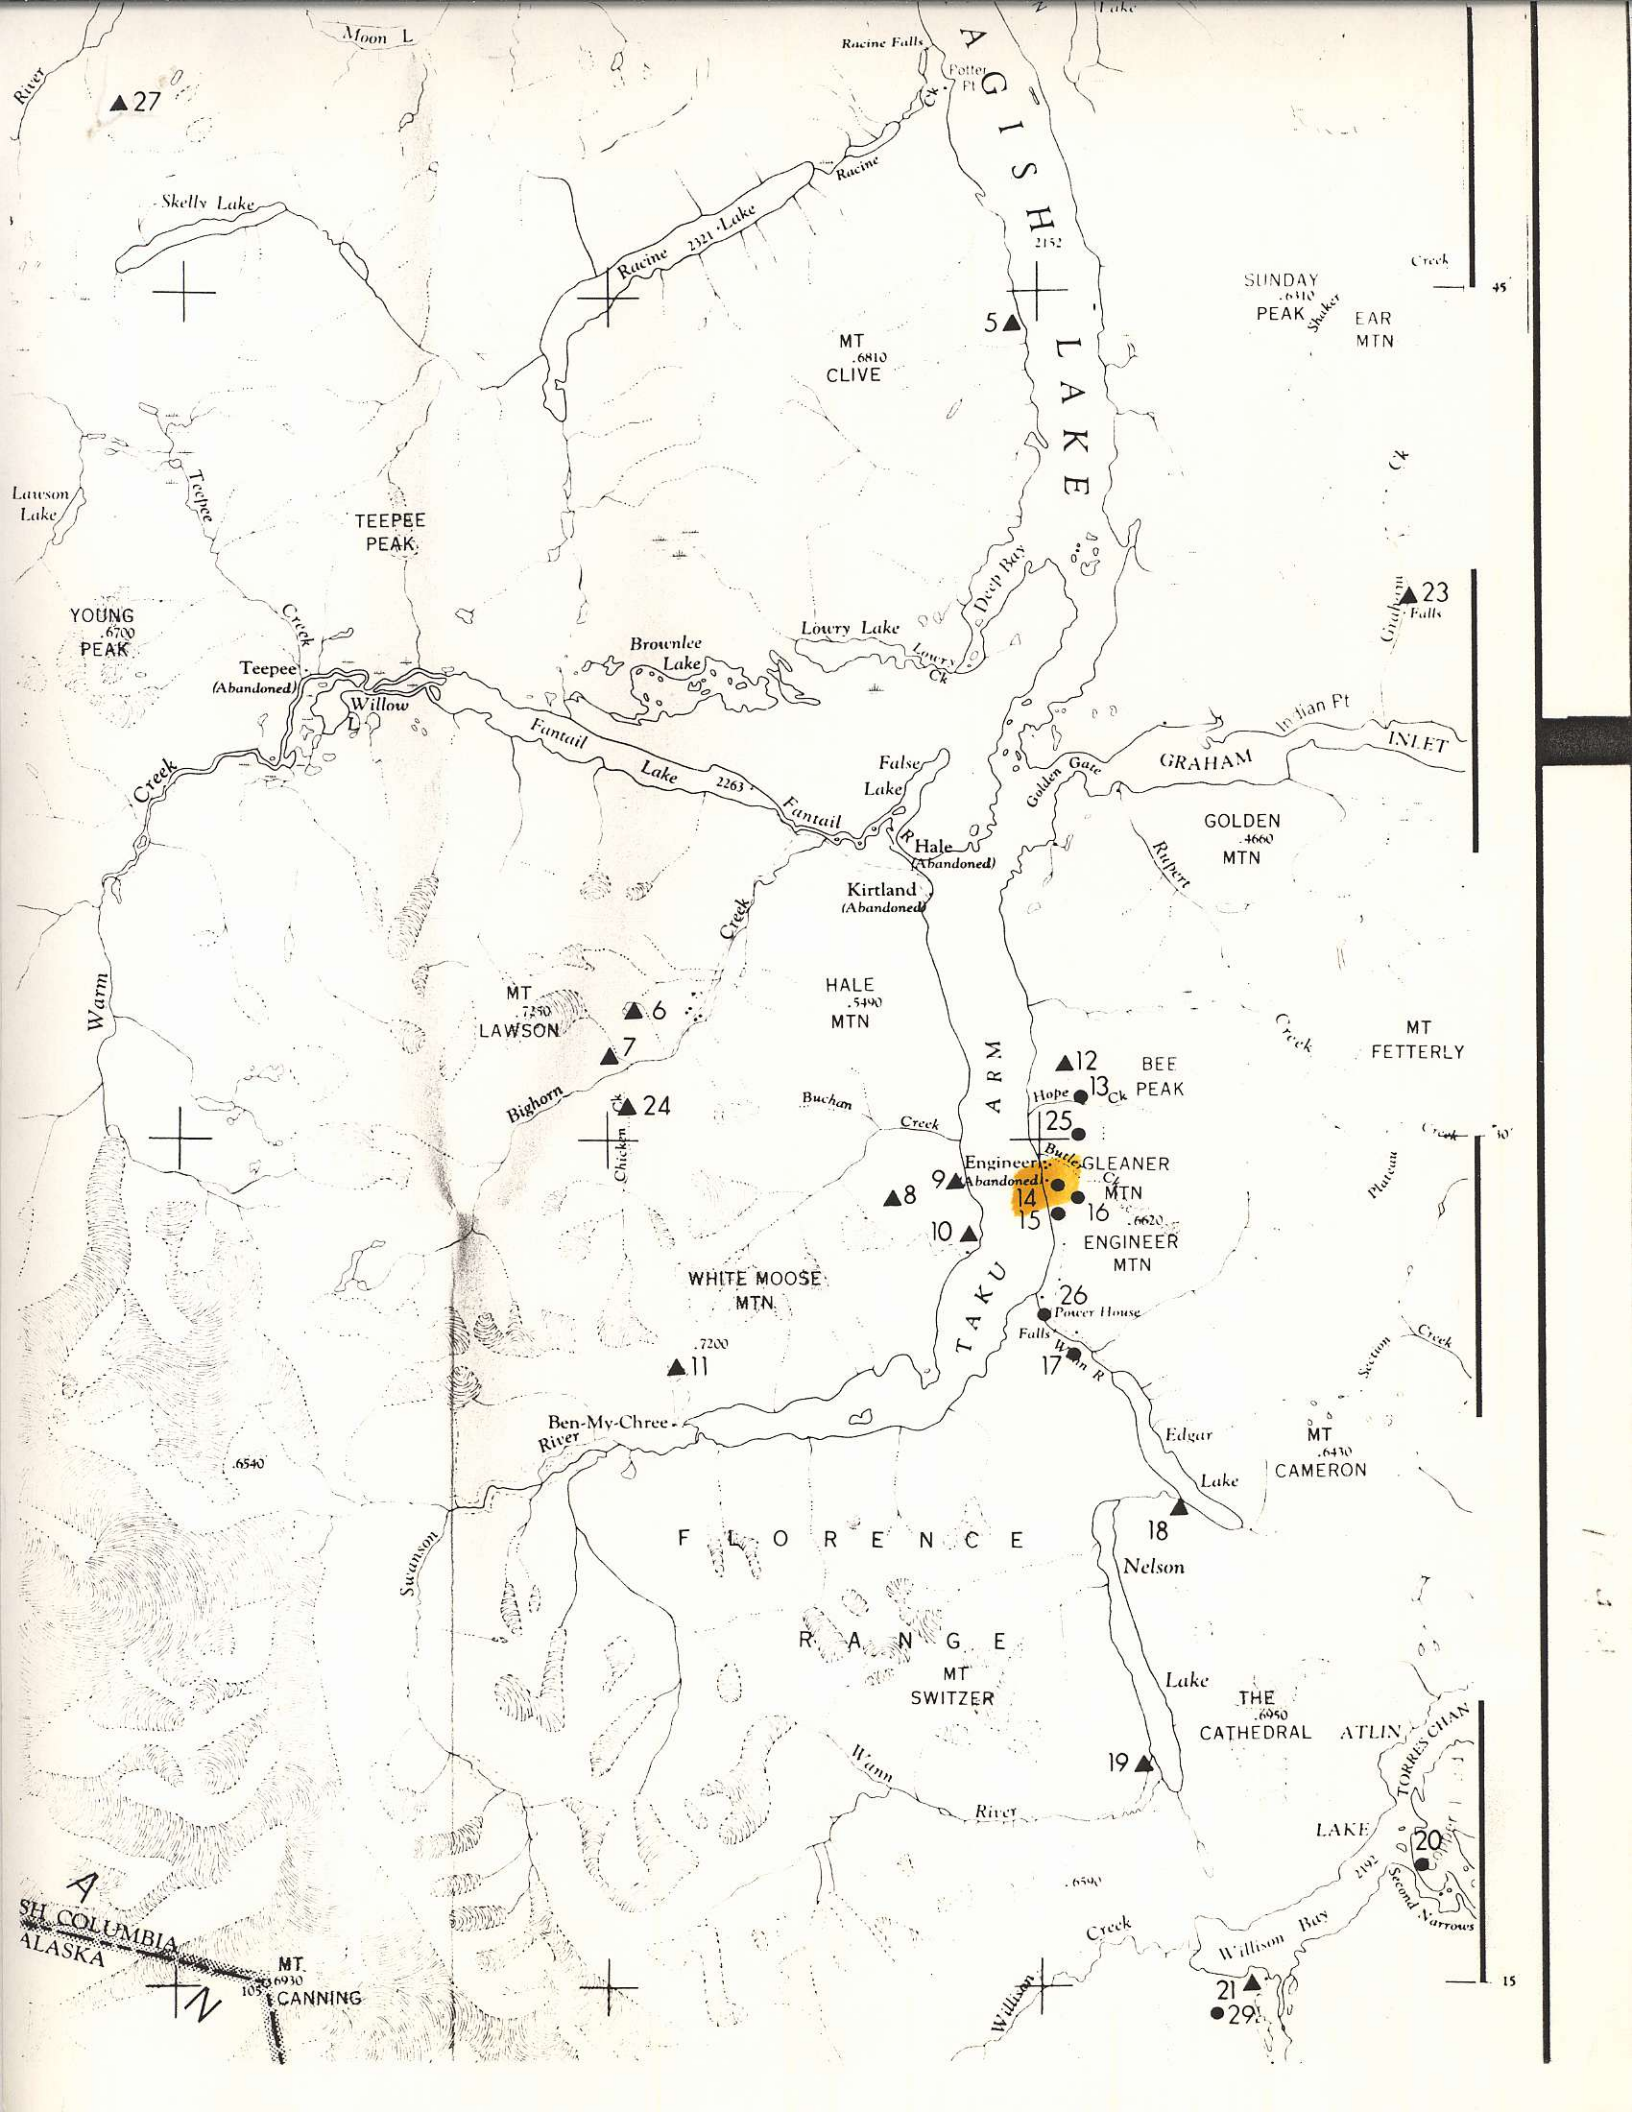 Moon L
Lake
Racine Falls
River
Potter
Pt
AGISH LAKE
27
Ck
Racine
Skelly Lake
Racine 2321 Lake
2152
Creek
45'
SUNDAY
.6310
PEAK
Shaker
EAR
MTN
5
MT
.6810
CLIVE
Ck
Lawson
Lake
Teepee
TEEPEE
PEAK
Deep Bay
23
Graham
Falls
YOUNG
.6700
PEAK
Creek
Lowry Lake
Brownlee
Lake
Lowry
Ck
Teepee
(Abandoned)
Willow
L
Indian Pt
INLET
Fantail
Lake
2263
GRAHAM
Golden Gate
False
Lake
Creek
Fantail
R
GOLDEN
.4660
MTN
Hale
(Abandoned)
Rupert
Kirtland
(Abandoned)
Creek
Warm
HALE
.5490
MTN
MT
.7250
LAWSON
6
7
Creek
MT
FETTERLY
ARM
12
BEE
PEAK
Hope
13
Ck
Bighorn
Ck
24
Buchan
Creek
25
Creek
30'
Chicken
Plateau
Engineer
(Abandoned)
Butler
GLEANER
Ck
MTN
9
8
14
15
16
.6620
10
ENGINEER
MTN
WHITE MOOSE
MTN
TAKU
26
Power House
Falls
Wann R
17
.7200
11
Section
Creek
Ben-My-Chree
River
Edgar
Lake
MT
.6430
CAMERON
.6540
18
FLORENCE
Nelson
Swanson
RANGE
MT
SWITZER
Lake
THE
.6950
CATHEDRAL
ATLIN
TORRES CHAN
Wann
19
River
LAKE
20
2192
Second Narrows
.6590
A
SH COLUMBIA
ALASKA
Creek
Willison Bay
MT
6930
105
CANNING
N
Willison
21
29
15